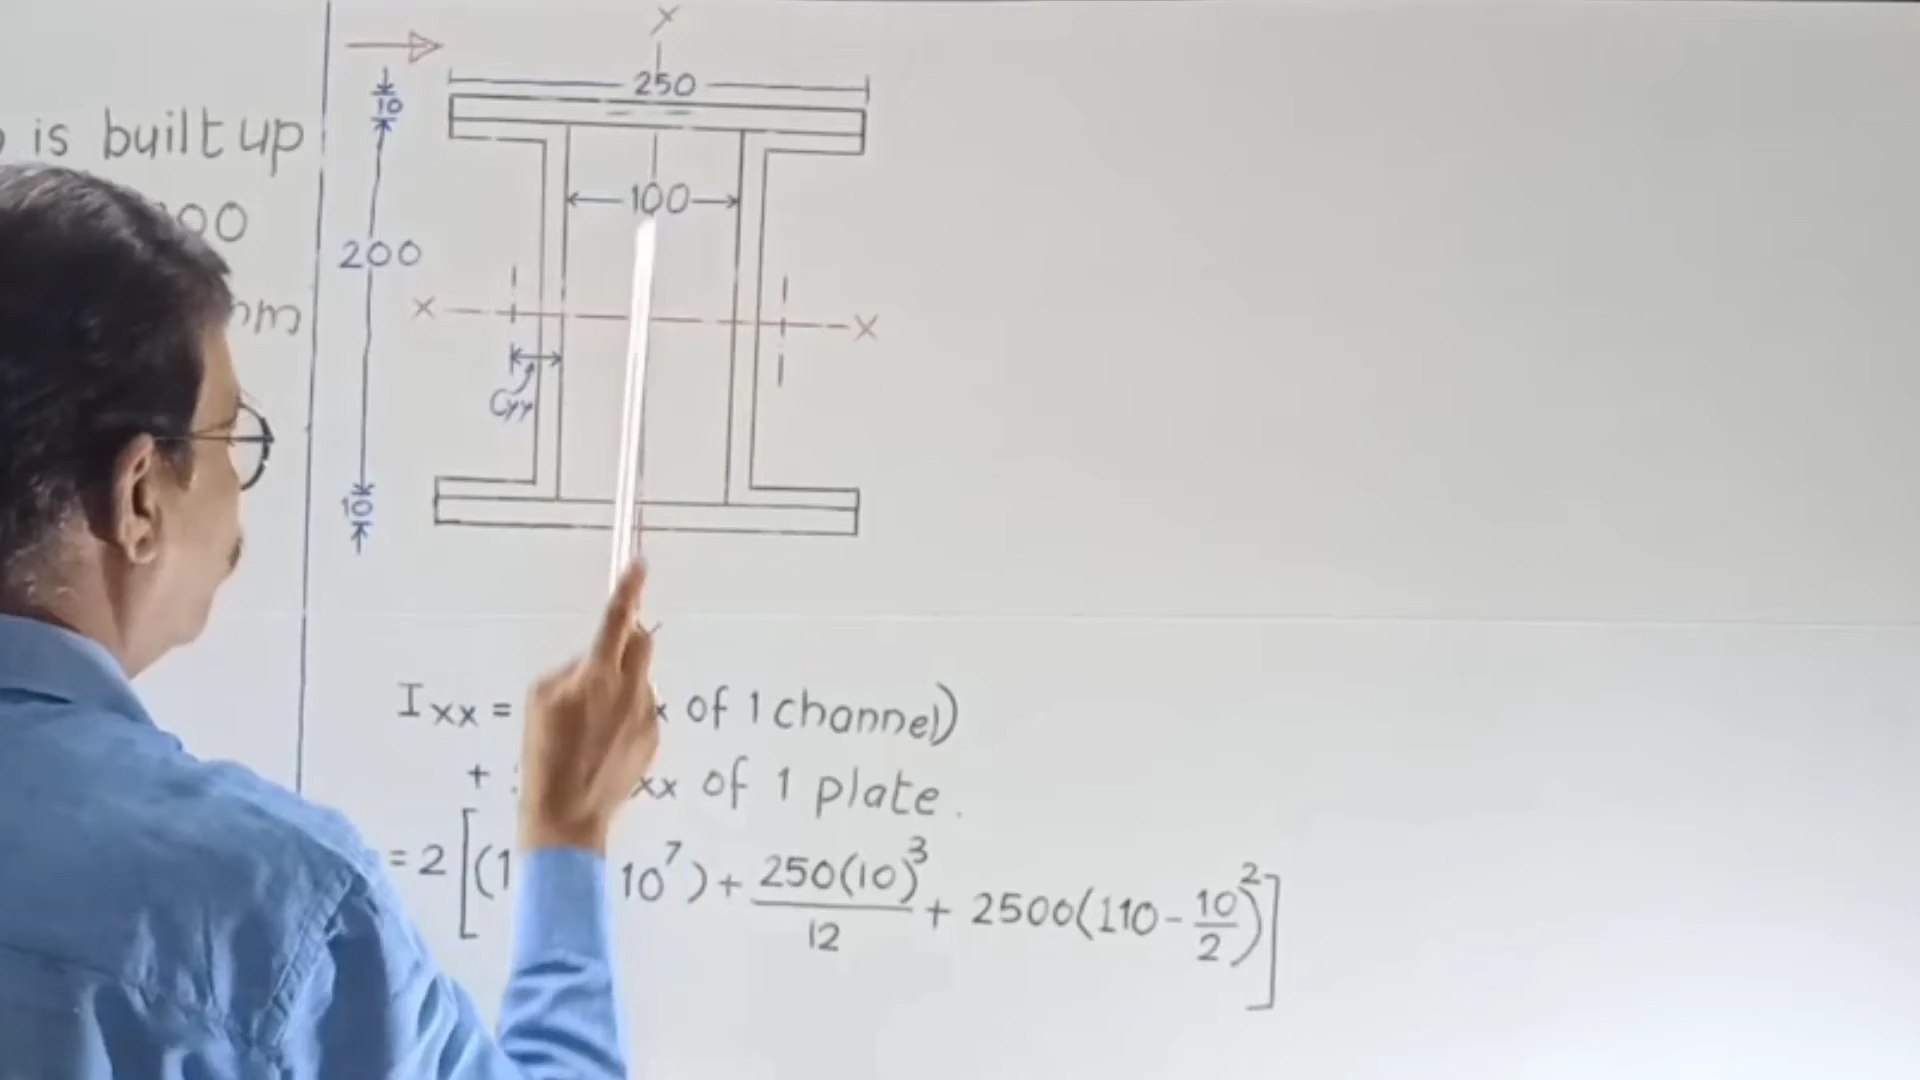 is built up
00
mm
Y
250
10
100
200
X
X
Cyy
10
Y
Ixx = of 1 channel)
+ xx of 1 plate.
= 2 [(1 10⁷) + 250(10)³/12 + 2500(110 - 10/2)²]